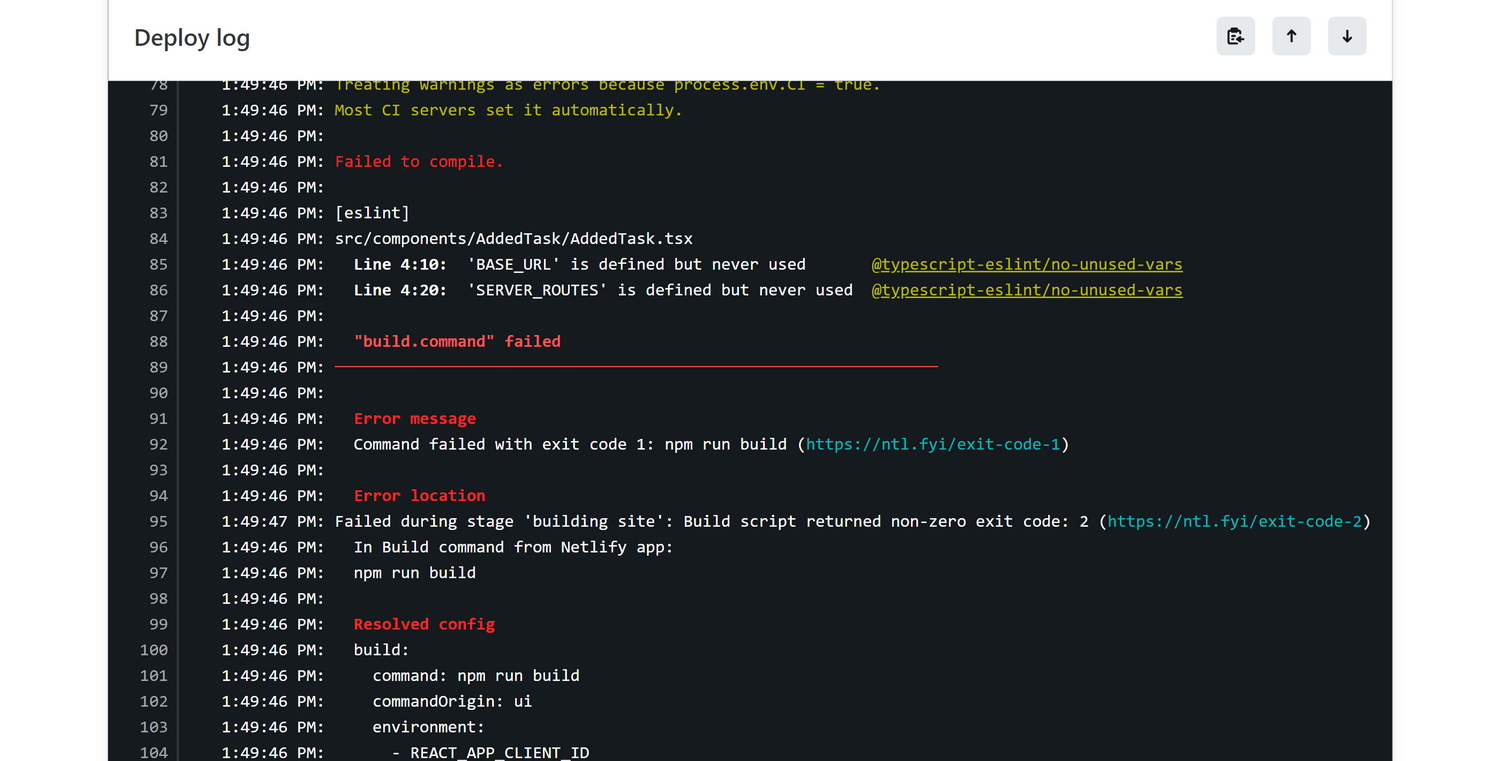 Deploy log
78 1:49:46 PM: Treating warnings as errors because process.env.CI = true.
79 1:49:46 PM: Most CI servers set it automatically.
80 1:49:46 PM:
81 1:49:46 PM: Failed to compile.
82 1:49:46 PM:
83 1:49:46 PM: [eslint]
84 1:49:46 PM: src/components/AddedTask/AddedTask.tsx
85 1:49:46 PM:   Line 4:10:  'BASE_URL' is defined but never used       @typescript-eslint/no-unused-vars
86 1:49:46 PM:   Line 4:20:  'SERVER_ROUTES' is defined but never used  @typescript-eslint/no-unused-vars
87 1:49:46 PM:
88 1:49:46 PM:   "build.command" failed
89 1:49:46 PM: ────────────────────────────────────────────────────────────────
90 1:49:46 PM:
91 1:49:46 PM:   Error message
92 1:49:46 PM:   Command failed with exit code 1: npm run build (https://ntl.fyi/exit-code-1)
93 1:49:46 PM:
94 1:49:46 PM:   Error location
95 1:49:47 PM: Failed during stage 'building site': Build script returned non-zero exit code: 2 (https://ntl.fyi/exit-code-2)
96 1:49:46 PM:   In Build command from Netlify app:
97 1:49:46 PM:   npm run build
98 1:49:46 PM:
99 1:49:46 PM:   Resolved config
100 1:49:46 PM:   build:
101 1:49:46 PM:     command: npm run build
102 1:49:46 PM:     commandOrigin: ui
103 1:49:46 PM:     environment:
104 1:49:46 PM:       - REACT_APP_CLIENT_ID